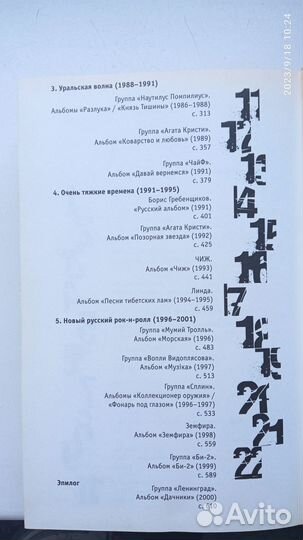 2023/9/18 10:24
3. Уральская волна (1988–1991)
Группа «Наутилус Помпилиус».
Альбомы «Разлука» / «Князь Тишины» (1986–1988)
с. 313
11
Группа «Агата Кристи».
Альбом «Коварство и любовь» (1989)
с. 357
12
Группа «ЧайФ».
Альбом «Давай вернемся» (1991)
с. 379
13
4. Очень тяжкие времена (1991–1995)
Борис Гребенщиков.
«Русский альбом» (1991)
с. 401
14
Группа «Агата Кристи».
Альбом «Позорная звезда» (1992)
с. 425
15
ЧИЖ.
Альбом «Чиж» (1993)
с. 441
16
Линда.
Альбом «Песни тибетских лам» (1994–1995)
с. 459
17
5. Новый русский рок-н-ролл (1996–2001)
Группа «Мумий Тролль».
Альбом «Морская» (1996)
с. 483
18
Группа «Вопли Видоплясова».
Альбом «Музіка» (1997)
с. 513
19
Группа «Сплин».
Альбомы «Коллекционер оружия» /
«Фонарь под глазом» (1996–1997)
с. 533
Земфира.
Альбом «Земфира» (1998)
с. 559
21
Группа «Би-2».
Альбом «Би-2» (1999)
с. 589
22
Эпилог
Группа «Ленинград».
Альбом «Дачники» (2000)
с.
Avito